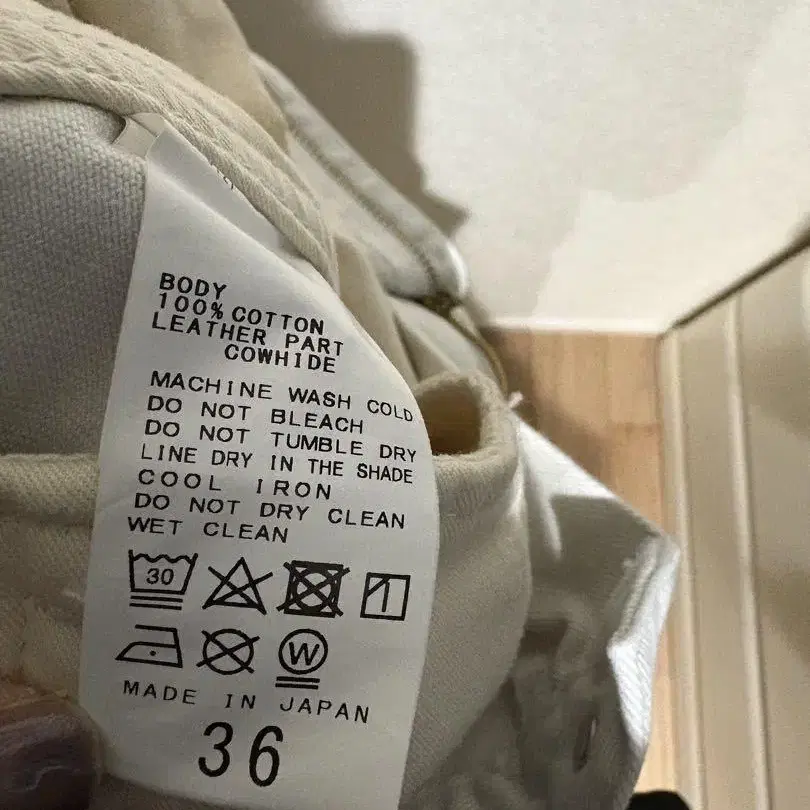 BODY
100% COTTON
LEATHER PART
COWHIDE
MACHINE WASH COLD
DO NOT BLEACH
DO NOT TUMBLE DRY
LINE DRY IN THE SHADE
COOL IRON
DO NOT DRY CLEAN
WET CLEAN
30
W
MADE IN JAPAN
36